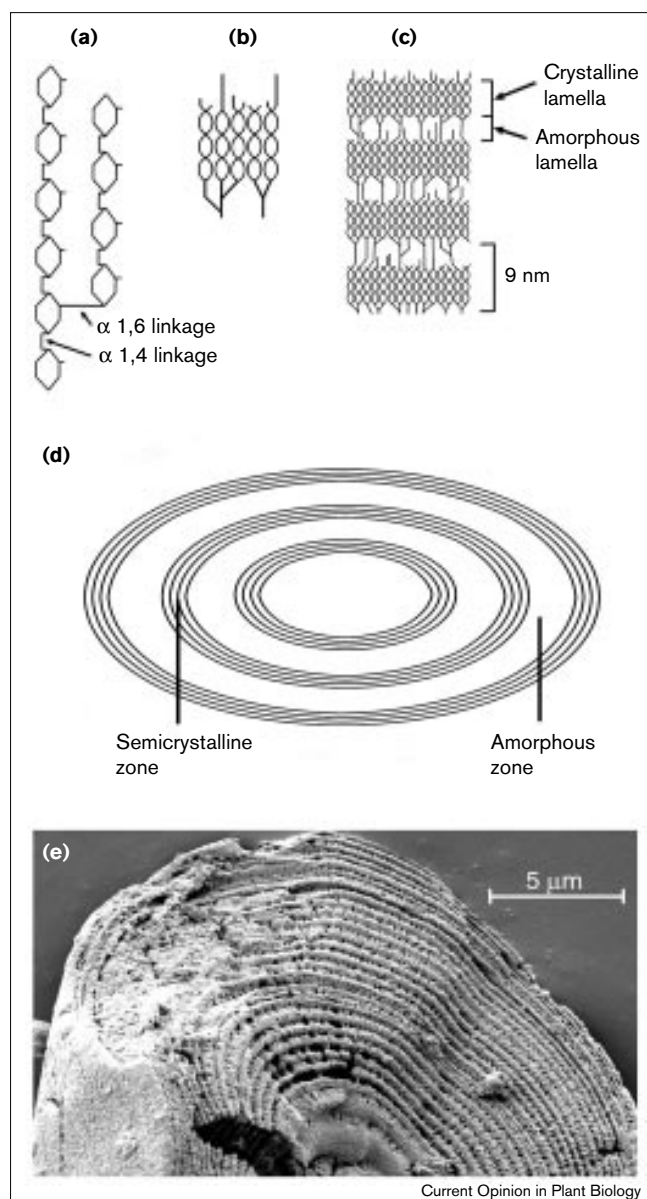 (a)
(b)
(c)
Crystalline
lamella
Amorphous
lamella
9 nm
α 1,6 linkage
α 1,4 linkage
(d)
Semicrystalline
zone
Amorphous
zone
(e)
5 μm
Current Opinion in Plant Biology